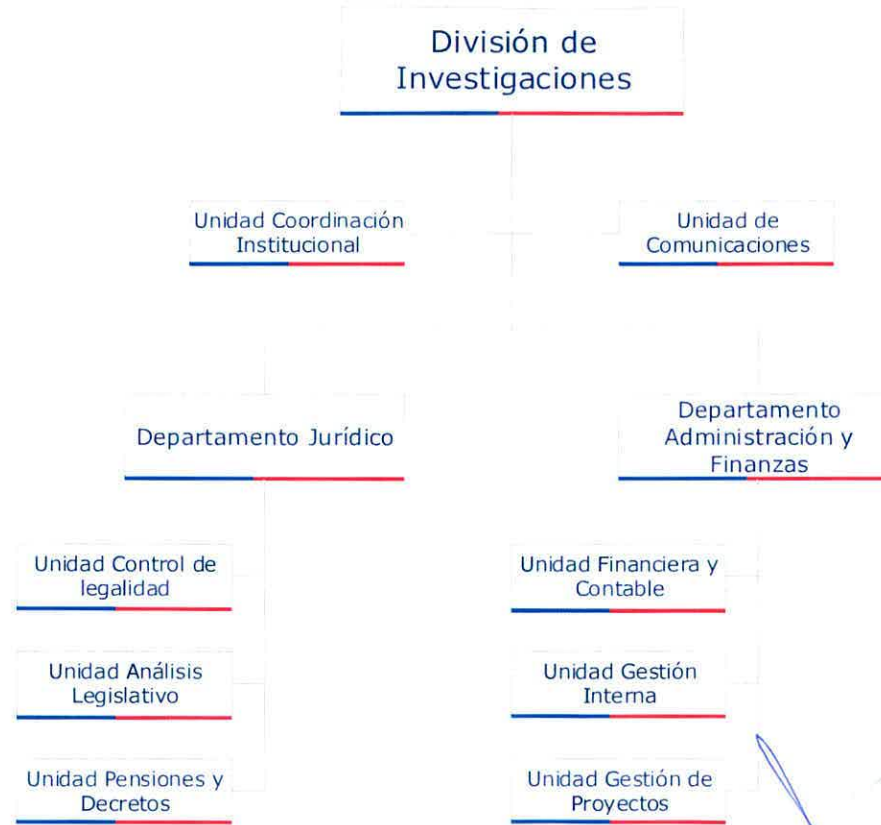 División de
Investigaciones
Unidad Coordinación
Institucional
Unidad de
Comunicaciones
Departamento Jurídico
Departamento
Administración y
Finanzas
Unidad Control de
legalidad
Unidad Financiera y
Contable
Unidad Análisis
Legislativo
Unidad Gestión
Interna
Unidad Pensiones y
Decretos
Unidad Gestión de
Proyectos